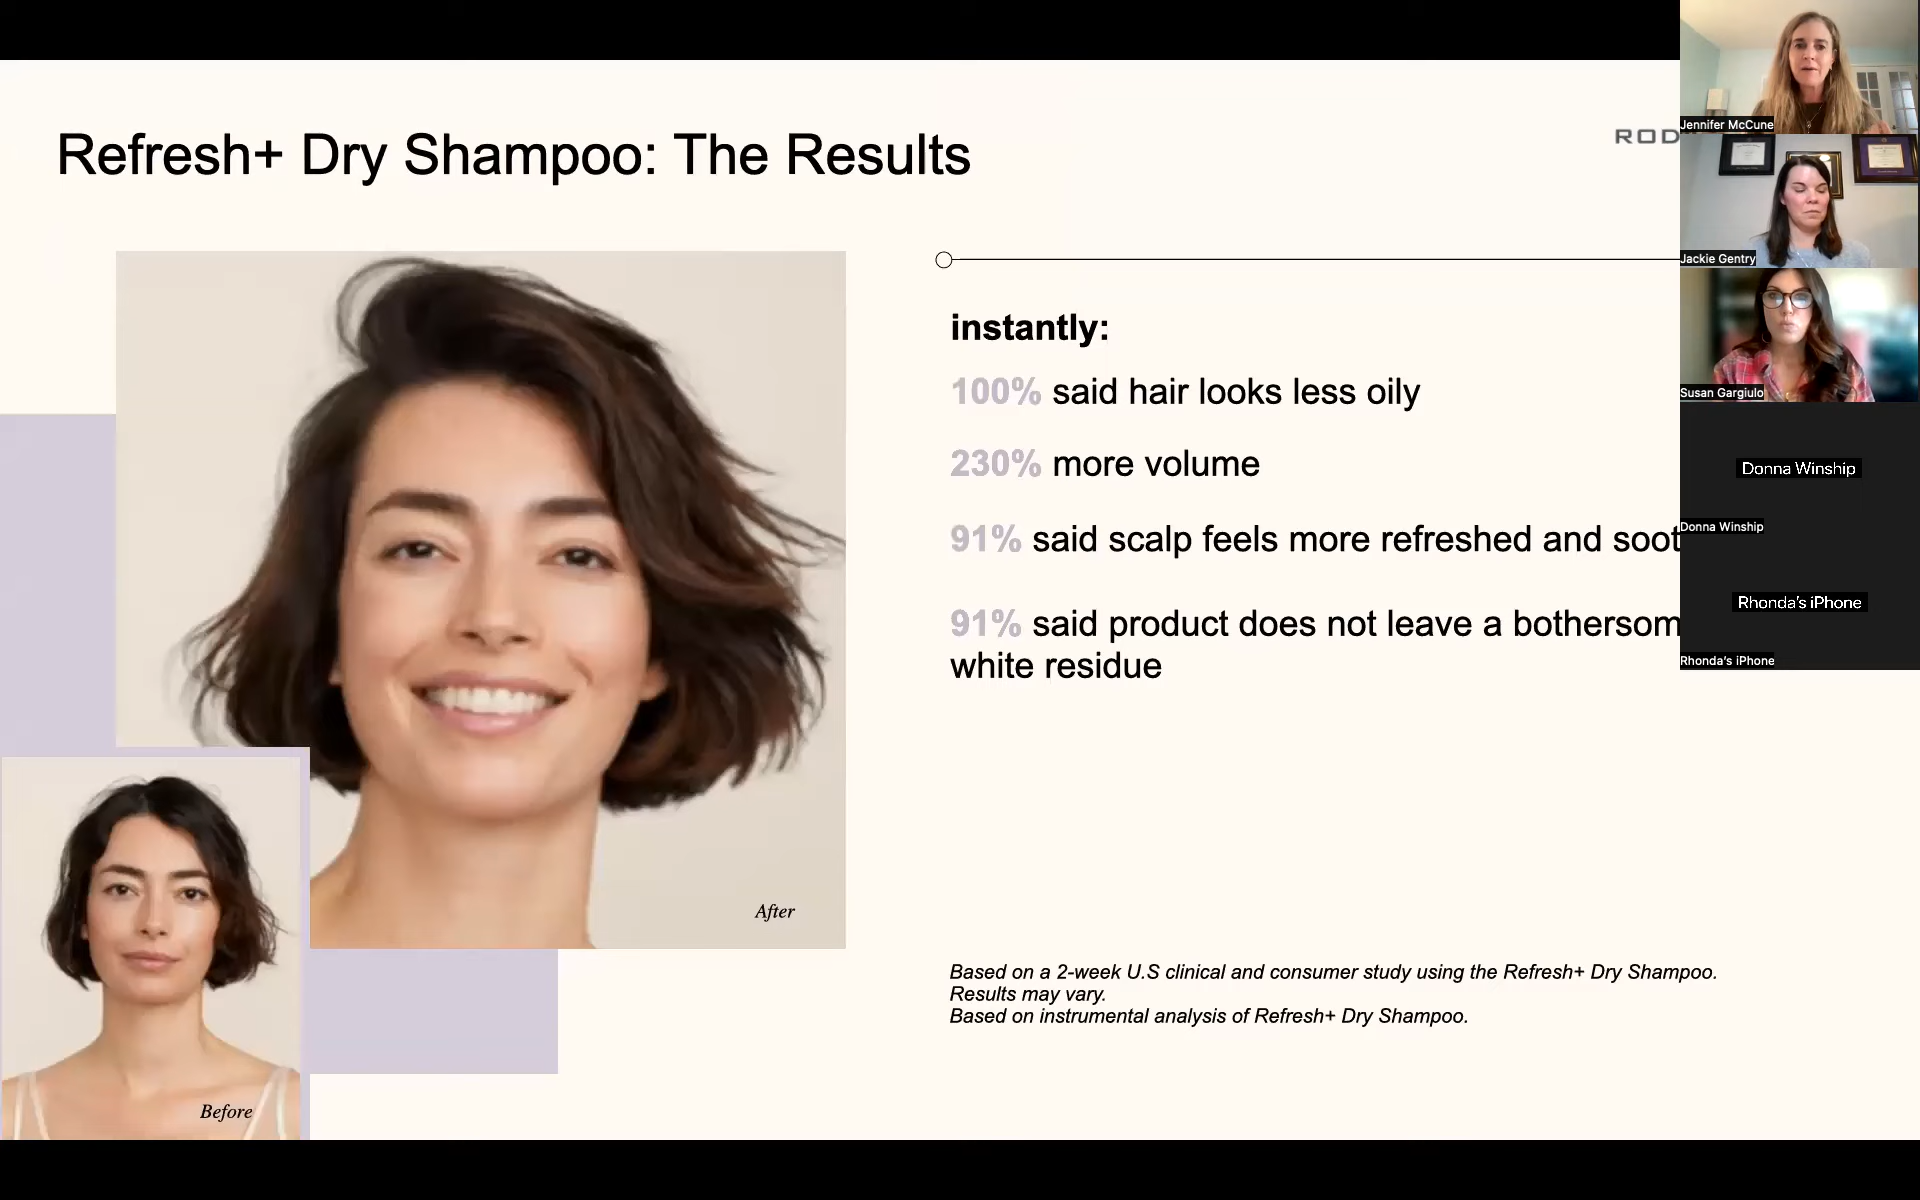 Refresh+ Dry Shampoo: The Results
ROD
instantly:
100% said hair looks less oily
230% more volume
91% said scalp feels more refreshed and soot
91% said product does not leave a bothersom
white residue
After
Before
Based on a 2-week U.S clinical and consumer study using the Refresh+ Dry Shampoo.
Results may vary.
Based on instrumental analysis of Refresh+ Dry Shampoo.
Jennifer McCune
Jackie Gentry
Susan Gargiulo
Donna Winship
Donna Winship
Rhonda's iPhone
Rhonda's iPhone